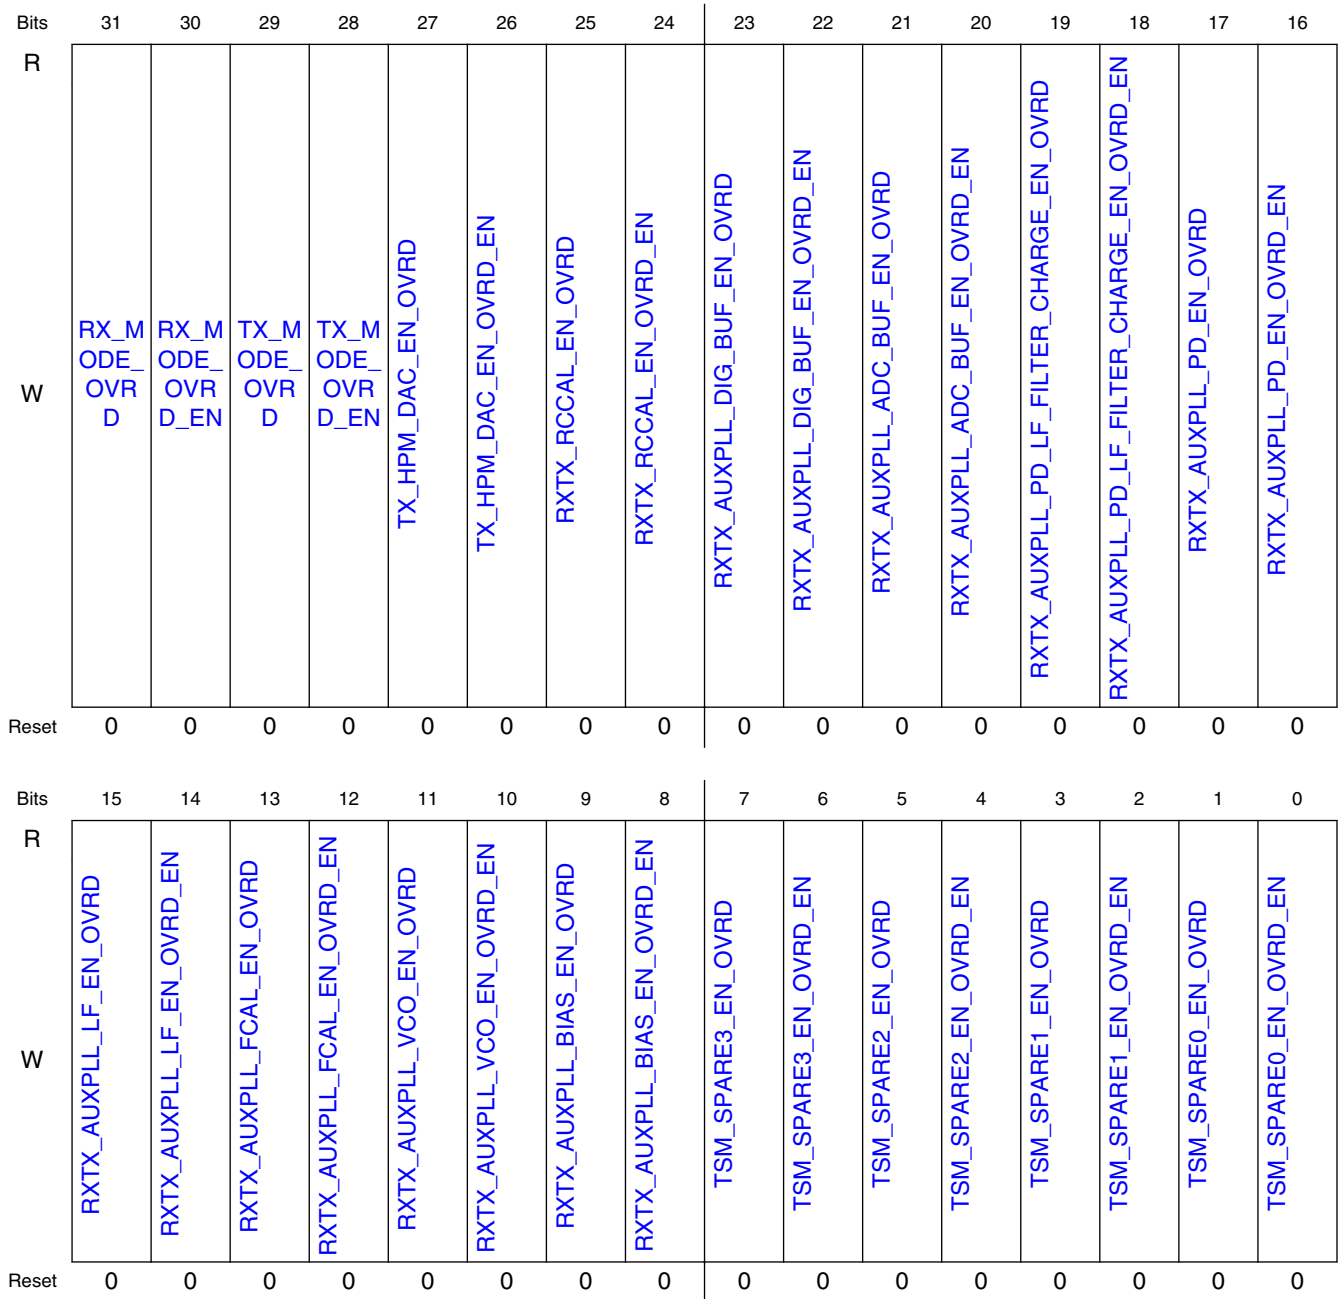 Bits 31 30 29 28 27 26 25 24 23 22 21 20 19 18 17 16
R
W
RX_M
ODE_
OVR
D
RX_M
ODE_
OVR
D_EN
TX_M
ODE_
OVR
D
TX_M
ODE_
OVR
D_EN
TX_HPM_DAC_EN_OVRD
TX_HPM_DAC_EN_OVRD_EN
RXTX_RCCAL_EN_OVRD
RXTX_RCCAL_EN_OVRD_EN
RXTX_AUXPLL_DIG_BUF_EN_OVRD
RXTX_AUXPLL_DIG_BUF_EN_OVRD_EN
RXTX_AUXPLL_ADC_BUF_EN_OVRD
RXTX_AUXPLL_ADC_BUF_EN_OVRD_EN
RXTX_AUXPLL_PD_LF_FILTER_CHARGE_EN_OVRD
RXTX_AUXPLL_PD_LF_FILTER_CHARGE_EN_OVRD_EN
RXTX_AUXPLL_PD_EN_OVRD
RXTX_AUXPLL_PD_EN_OVRD_EN
Reset 0 0 0 0 0 0 0 0 0 0 0 0 0 0 0 0
Bits 15 14 13 12 11 10 9 8 7 6 5 4 3 2 1 0
R
W
RXTX_AUXPLL_LF_EN_OVRD
RXTX_AUXPLL_LF_EN_OVRD_EN
RXTX_AUXPLL_FCAL_EN_OVRD
RXTX_AUXPLL_FCAL_EN_OVRD_EN
RXTX_AUXPLL_VCO_EN_OVRD
RXTX_AUXPLL_VCO_EN_OVRD_EN
RXTX_AUXPLL_BIAS_EN_OVRD
RXTX_AUXPLL_BIAS_EN_OVRD_EN
TSM_SPARE3_EN_OVRD
TSM_SPARE3_EN_OVRD_EN
TSM_SPARE2_EN_OVRD
TSM_SPARE2_EN_OVRD_EN
TSM_SPARE1_EN_OVRD
TSM_SPARE1_EN_OVRD_EN
TSM_SPARE0_EN_OVRD
TSM_SPARE0_EN_OVRD_EN
Reset 0 0 0 0 0 0 0 0 0 0 0 0 0 0 0 0